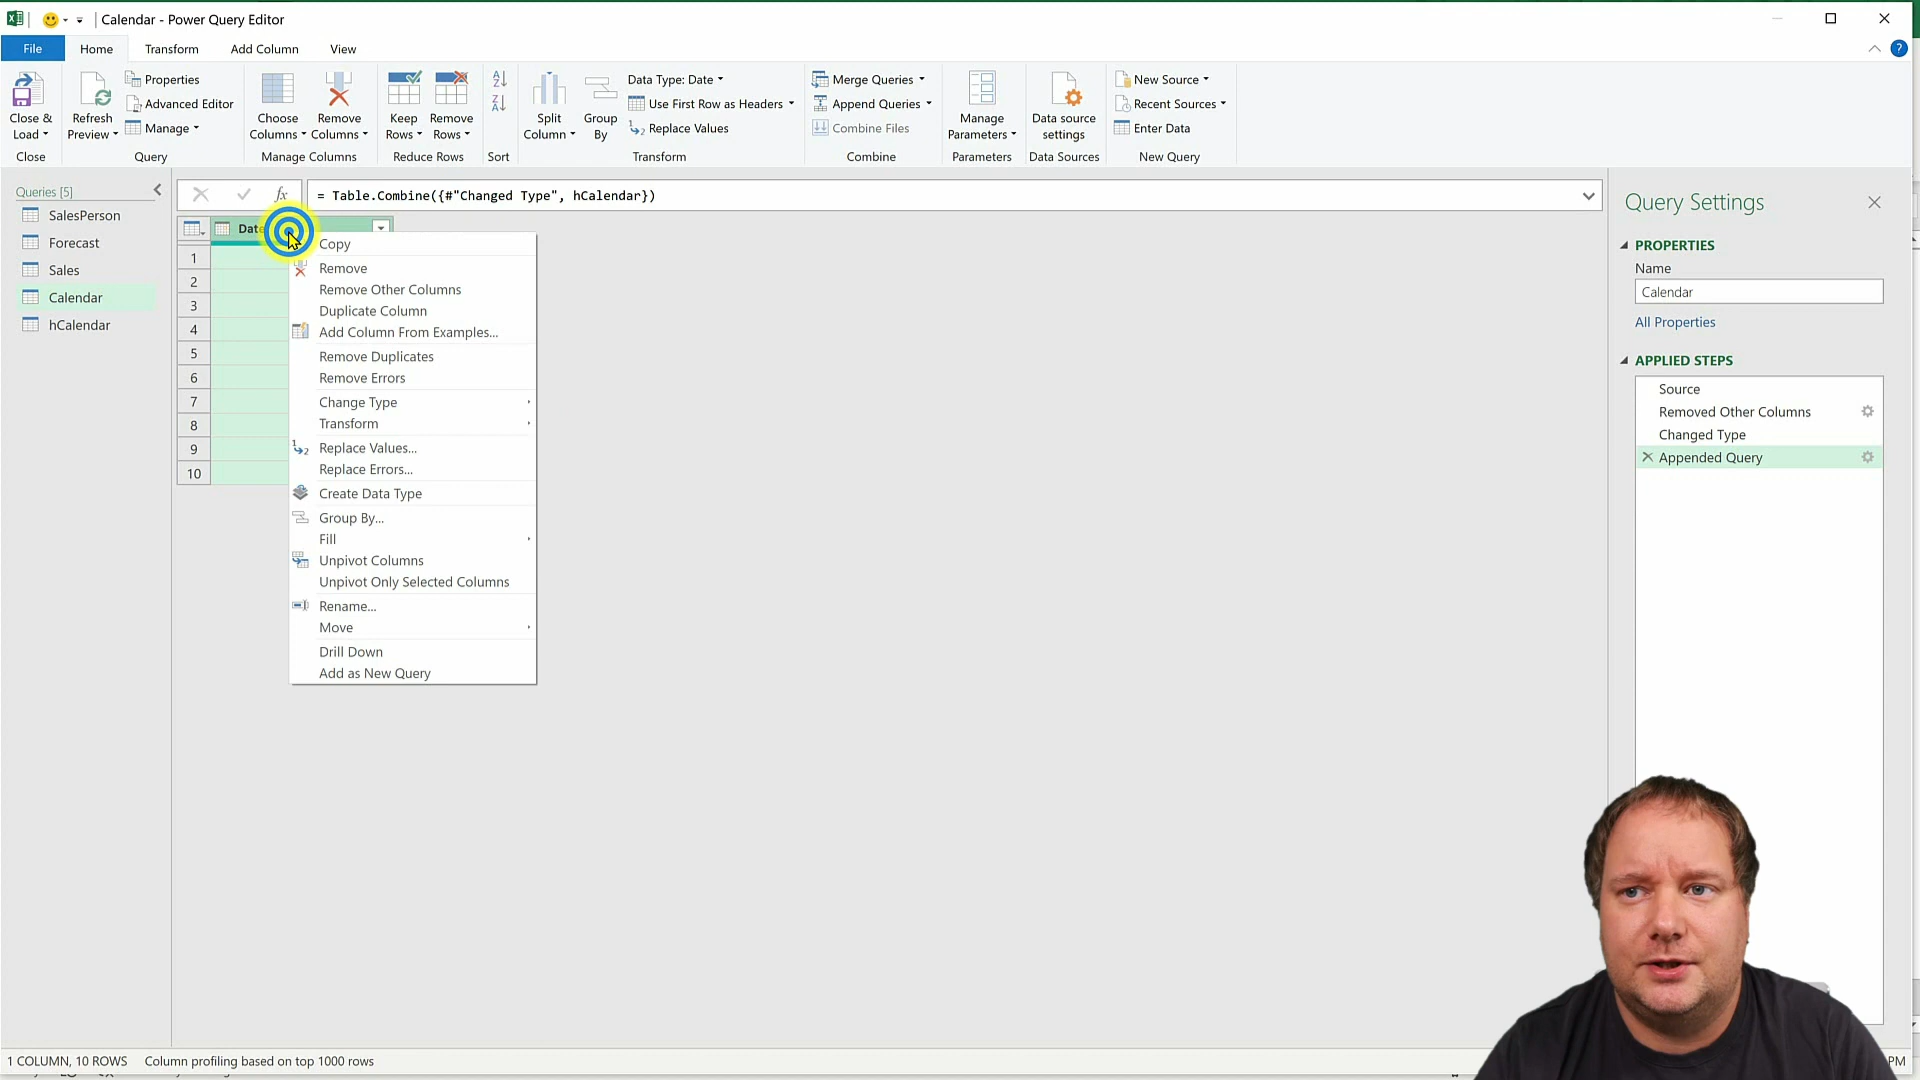 Calendar - Power Query Editor
File Home Transform Add Column View
Close & Load
Close
Refresh Preview
Properties
Advanced Editor
Manage
Query
Choose Columns
Remove Columns
Manage Columns
Keep Rows
Remove Rows
Reduce Rows
Sort
Split Column
Group By
Data Type: Date
Use First Row as Headers
Replace Values
Transform
Merge Queries
Append Queries
Combine Files
Combine
Manage Parameters
Parameters
Data source settings
Data Sources
New Source
Recent Sources
Enter Data
New Query
Queries [5]
SalesPerson
Forecast
Sales
Calendar
hCalendar
fx = Table.Combine({#"Changed Type", hCalendar})
Date
1
2
3
4
5
6
7
8
9
10
Copy
Remove
Remove Other Columns
Duplicate Column
Add Column From Examples...
Remove Duplicates
Remove Errors
Change Type
Transform
Replace Values...
Replace Errors...
Create Data Type
Group By...
Fill
Unpivot Columns
Unpivot Only Selected Columns
Rename...
Move
Drill Down
Add as New Query
Query Settings
PROPERTIES
Name
Calendar
All Properties
APPLIED STEPS
Source
Removed Other Columns
Changed Type
Appended Query
1 COLUMN, 10 ROWS Column profiling based on top 1000 rows
PM